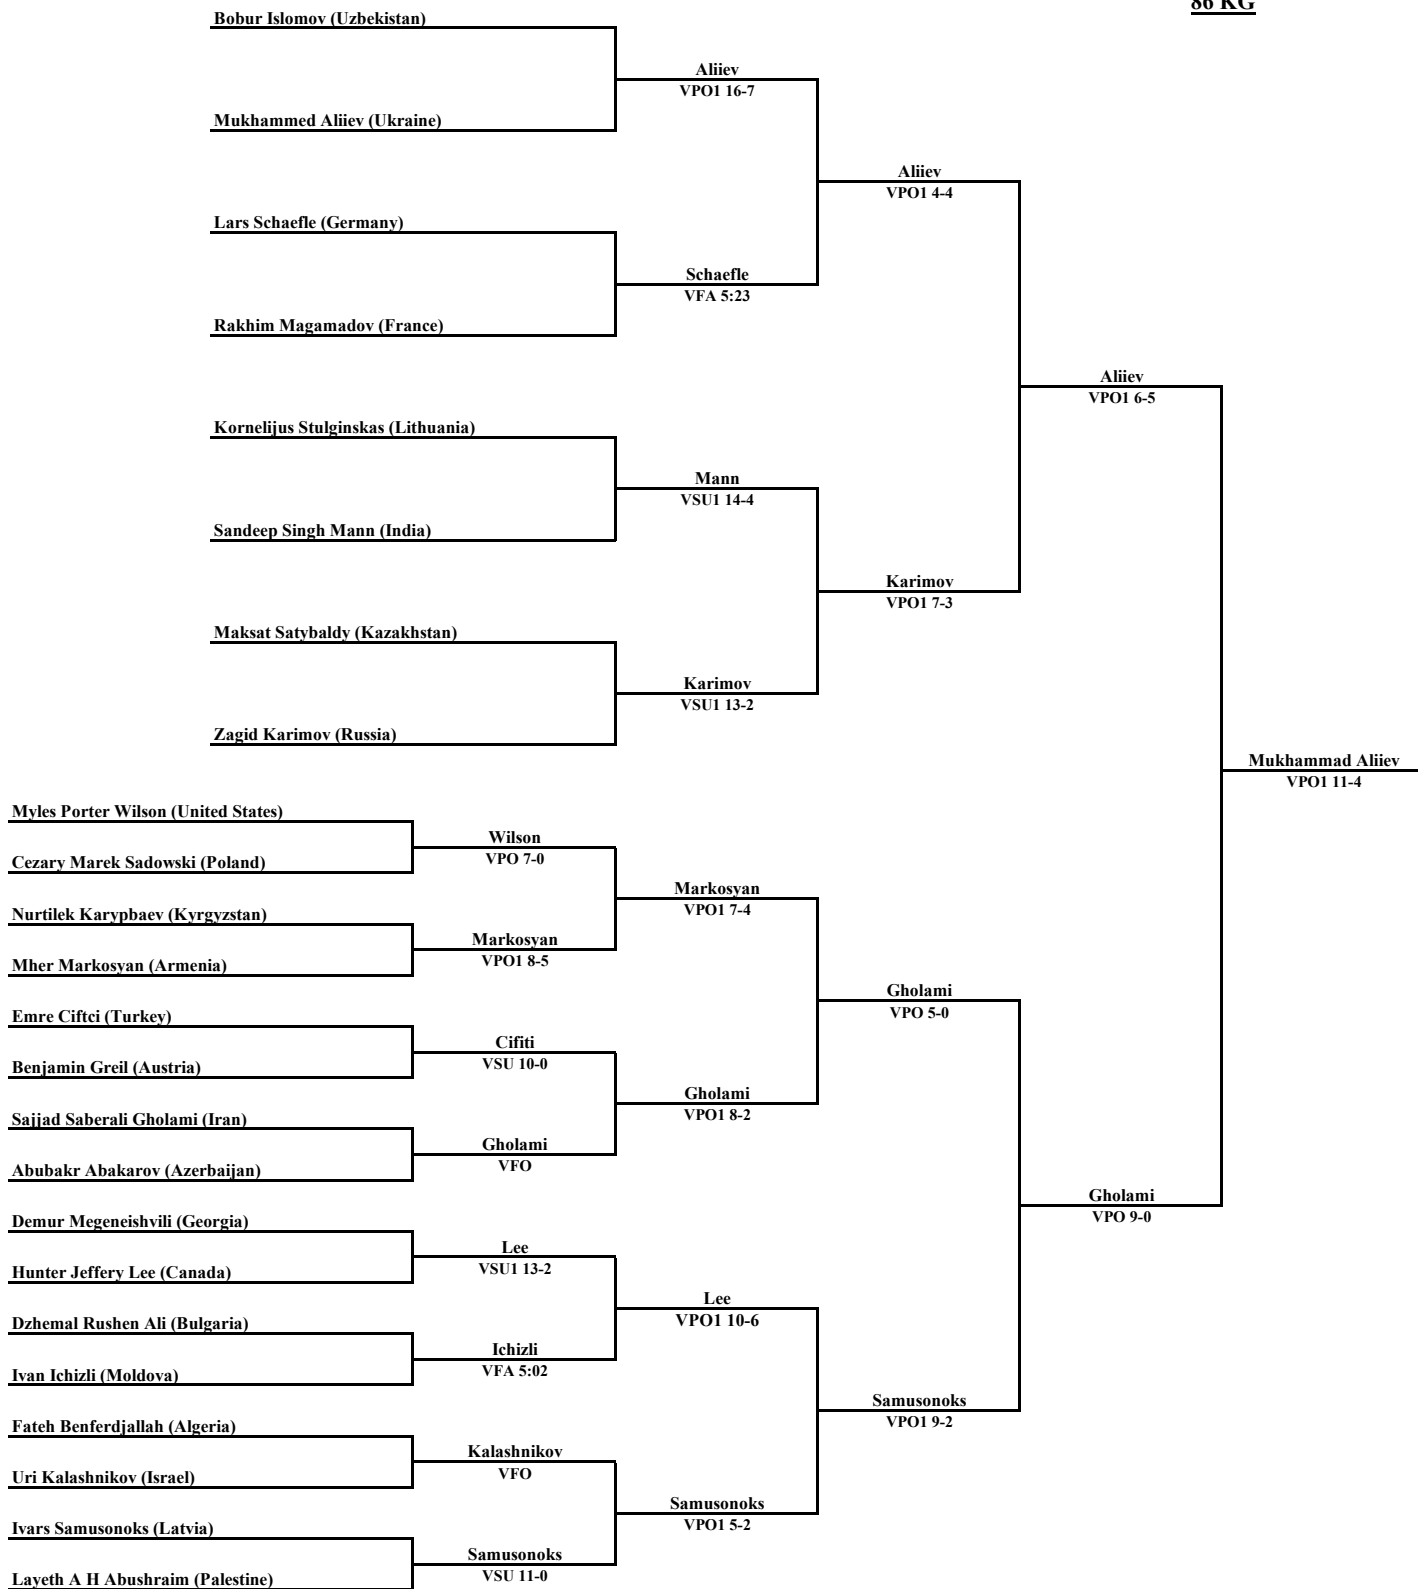 86 KG
Bobur Islomov (Uzbekistan)
Aliiev
VPO1 16-7
Mukhammed Aliiev (Ukraine)
Aliiev
VPO1 4-4
Lars Schaefle (Germany)
Schaefle
VFA 5:23
Rakhim Magamadov (France)
Aliiev
VPO1 6-5
Kornelijus Stulginskas (Lithuania)
Mann
VSU1 14-4
Sandeep Singh Mann (India)
Karimov
VPO1 7-3
Maksat Satybaldy (Kazakhstan)
Karimov
VSU1 13-2
Zagid Karimov (Russia)
Mukhammad Aliiev
VPO1 11-4
Myles Porter Wilson (United States)
Wilson
VPO 7-0
Cezary Marek Sadowski (Poland)
Markosyan
VPO1 7-4
Nurtilek Karypbaev (Kyrgyzstan)
Markosyan
VPO1 8-5
Mher Markosyan (Armenia)
Gholami
VPO 5-0
Emre Ciftci (Turkey)
Cifiti
VSU 10-0
Benjamin Greil (Austria)
Gholami
VPO1 8-2
Sajjad Saberali Gholami (Iran)
Gholami
VFO
Abubakr Abakarov (Azerbaijan)
Gholami
VPO 9-0
Demur Megeneishvili (Georgia)
Lee
VSU1 13-2
Hunter Jeffery Lee (Canada)
Lee
VPO1 10-6
Dzhemal Rushen Ali (Bulgaria)
Ichizli
VFA 5:02
Ivan Ichizli (Moldova)
Samusonoks
VPO1 9-2
Fateh Benferdjallah (Algeria)
Kalashnikov
VFO
Uri Kalashnikov (Israel)
Samusonoks
VPO1 5-2
Ivars Samusonoks (Latvia)
Samusonoks
VSU 11-0
Layeth A H Abushraim (Palestine)